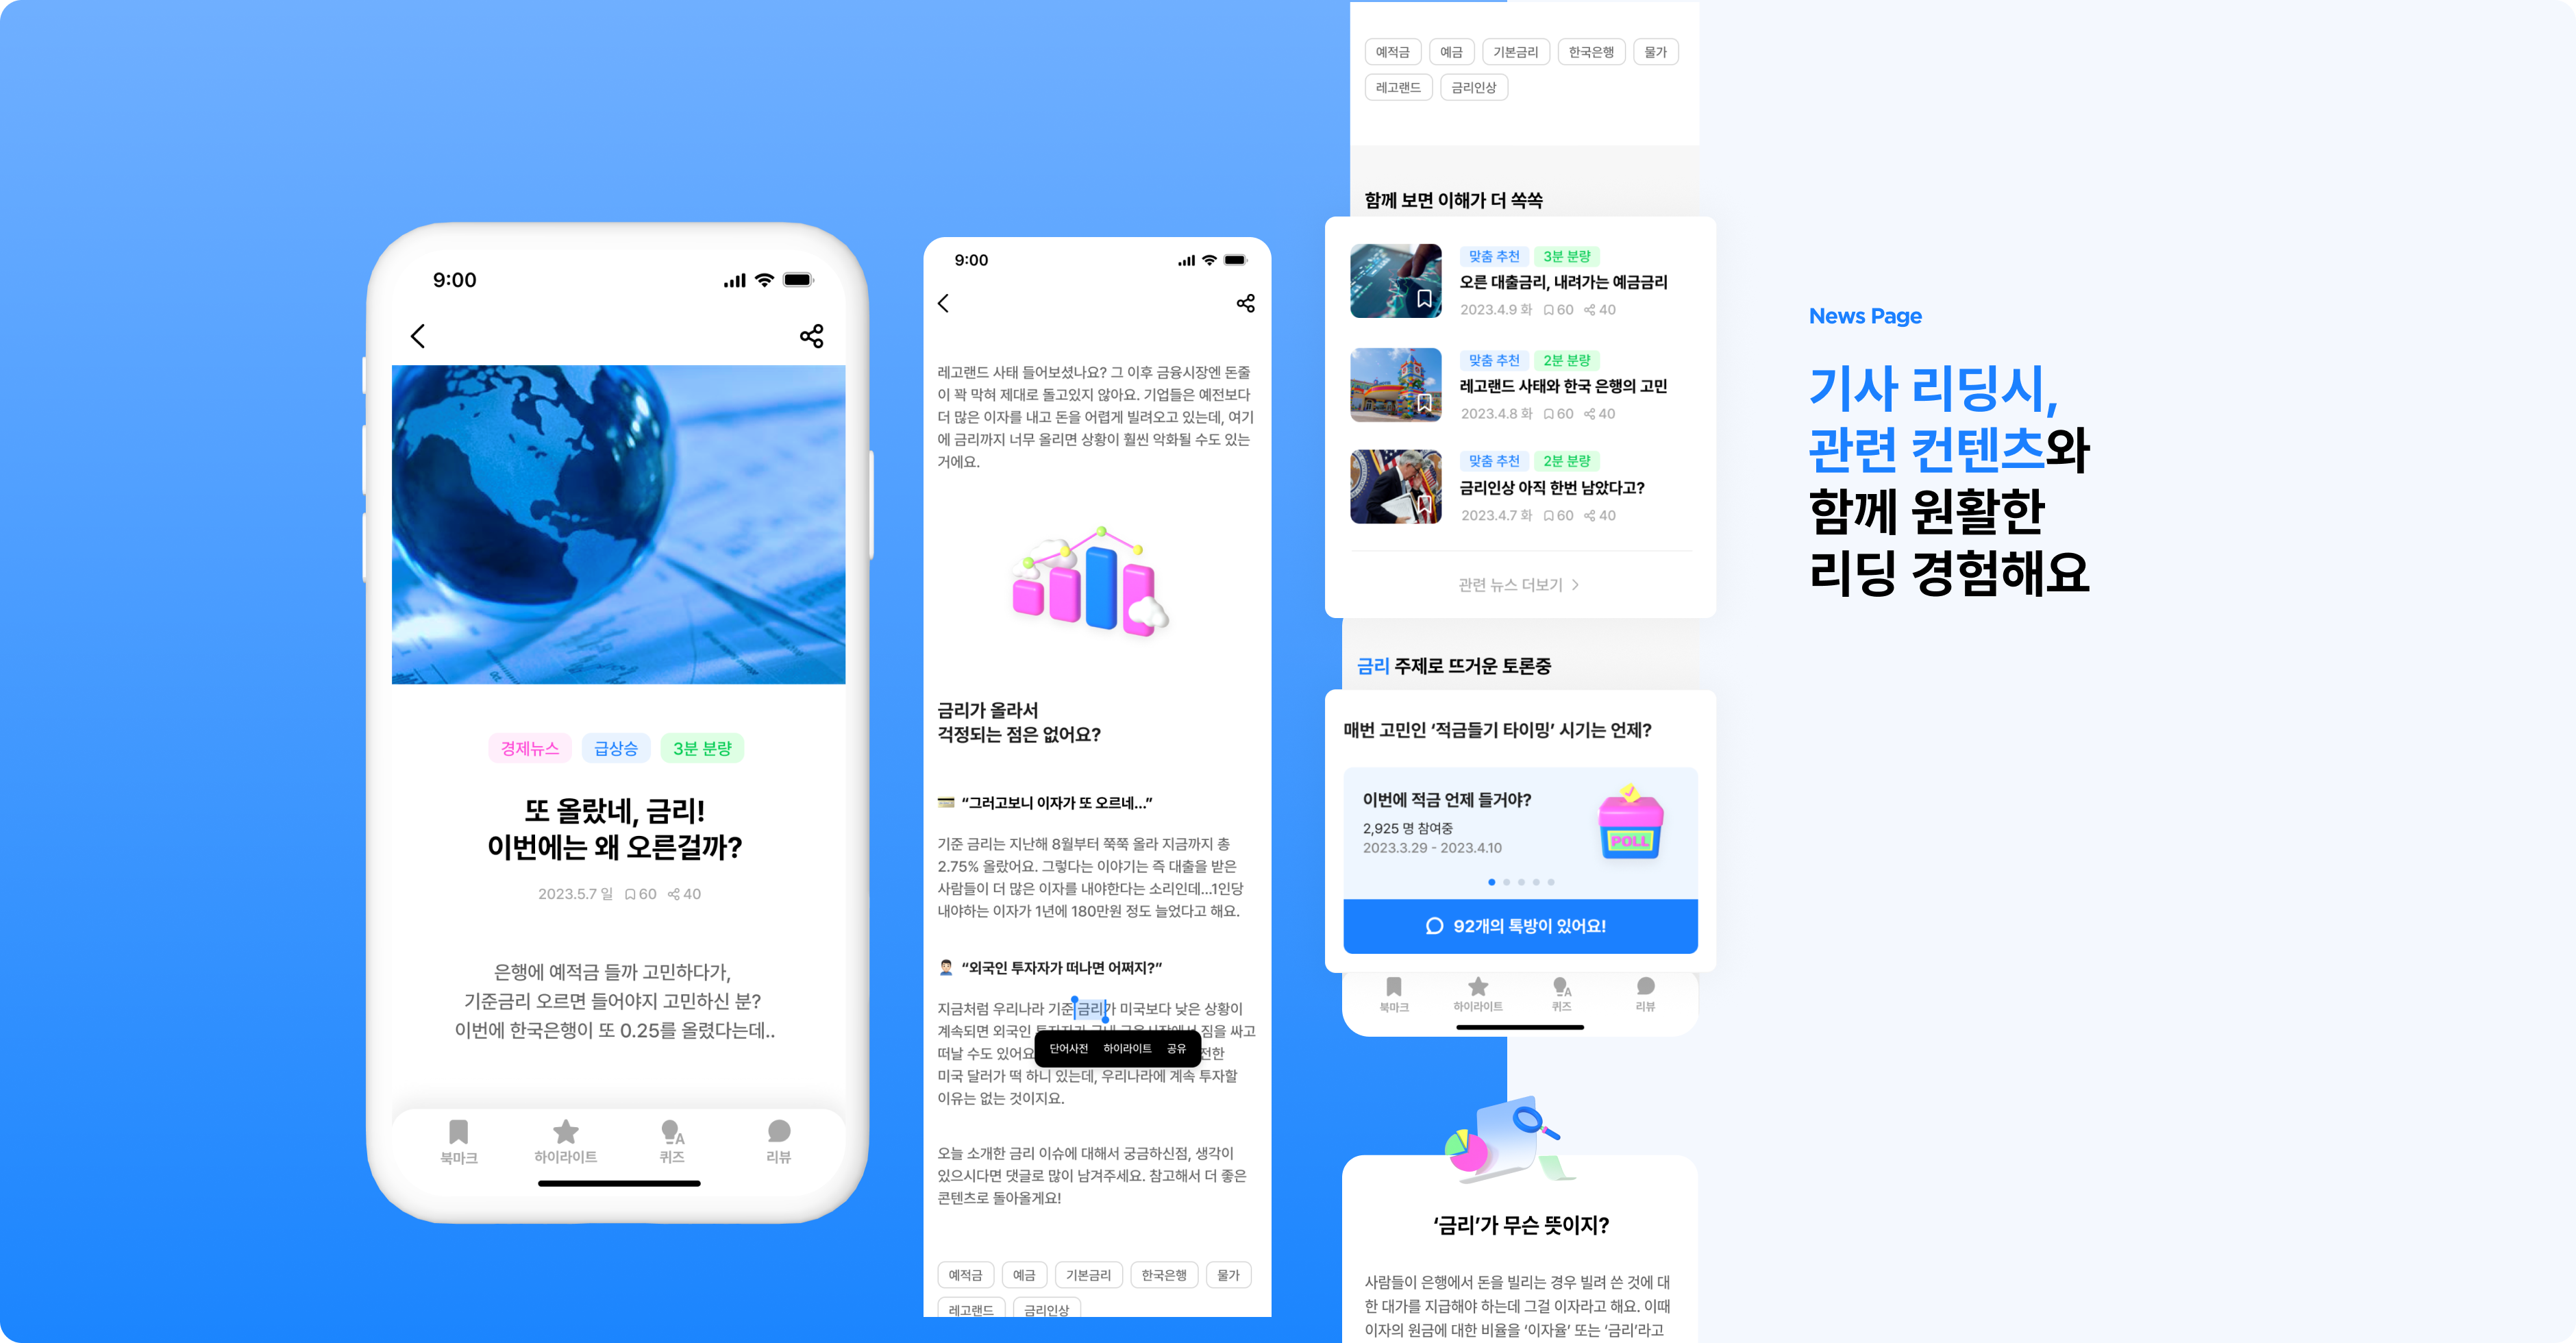 9:00
경제뉴스 급상승 3분 분량
또 올랐네, 금리!
이번에는 왜 오른걸까?
2023.5.7 일 60 40
은행에 예적금 들까 고민하다가,
기준금리 오르면 들어야지 고민하신 분?
이번에 한국은행이 또 0.25를 올렸다는데..
북마크 하이라이트 퀴즈 리뷰
9:00
레고랜드 사태 들어보셨나요? 그 이후 금융시장엔 돈줄
이 꽉 막혀 제대로 돌고있지 않아요. 기업들은 예전보다
더 많은 이자를 내고 돈을 어렵게 빌려오고 있는데, 여기
에 금리까지 너무 올리면 상황이 훨씬 악화될 수도 있는
거에요.
금리가 올라서
걱정되는 점은 없어요?
“그러고보니 이자가 또 오르네...”
기준 금리는 지난해 8월부터 쭉쭉 올라 지금까지 총
2.75% 올랐어요. 그렇다는 이야기는 즉 대출을 받은
사람들이 더 많은 이자를 내야한다는 소리인데...1인당
내야하는 이자가 1년에 180만원 정도 늘었다고 해요.
“외국인 투자자가 떠나면 어쩌지?”
지금처럼 우리나라 기준 금리가 미국보다 낮은 상황이
계속되면 외국인 투자자가 국내 금융시장에서 짐을 싸고
떠날 수도 있어요 전한
단어사전 하이라이트 공유
미국 달러가 떡 하니 있는데, 우리나라에 계속 투자할
이유는 없는 것이지요.
오늘 소개한 금리 이슈에 대해서 궁금하신점, 생각이
있으시다면 댓글로 많이 남겨주세요. 참고해서 더 좋은
콘텐츠로 돌아올게요!
예적금 예금 기본금리 한국은행 물가
레고랜드 금리인상
예적금 예금 기본금리 한국은행 물가
레고랜드 금리인상
함께 보면 이해가 더 쏙쏙
맞춤 추천 3분 분량
오른 대출금리, 내려가는 예금금리
2023.4.9 화 60 40
맞춤 추천 2분 분량
레고랜드 사태와 한국 은행의 고민
2023.4.8 화 60 40
맞춤 추천 2분 분량
금리인상 아직 한번 남았다고?
2023.4.7 화 60 40
관련 뉴스 더보기
금리 주제로 뜨거운 토론중
매번 고민인 ‘적금들기 타이밍’ 시기는 언제?
이번에 적금 언제 들거야?
2,925 명 참여중
2023.3.29 - 2023.4.10
POLL
92개의 톡방이 있어요!
북마크 하이라이트 퀴즈 리뷰
‘금리’가 무슨 뜻이지?
사람들이 은행에서 돈을 빌리는 경우 빌려 쓴 것에 대
한 대가를 지급해야 하는데 그걸 이자라고 해요. 이때
이자의 원금에 대한 비율을 ‘이자율’ 또는 ‘금리’라고
News Page
기사 리딩시,
관련 컨텐츠와
함께 원활한
리딩 경험해요